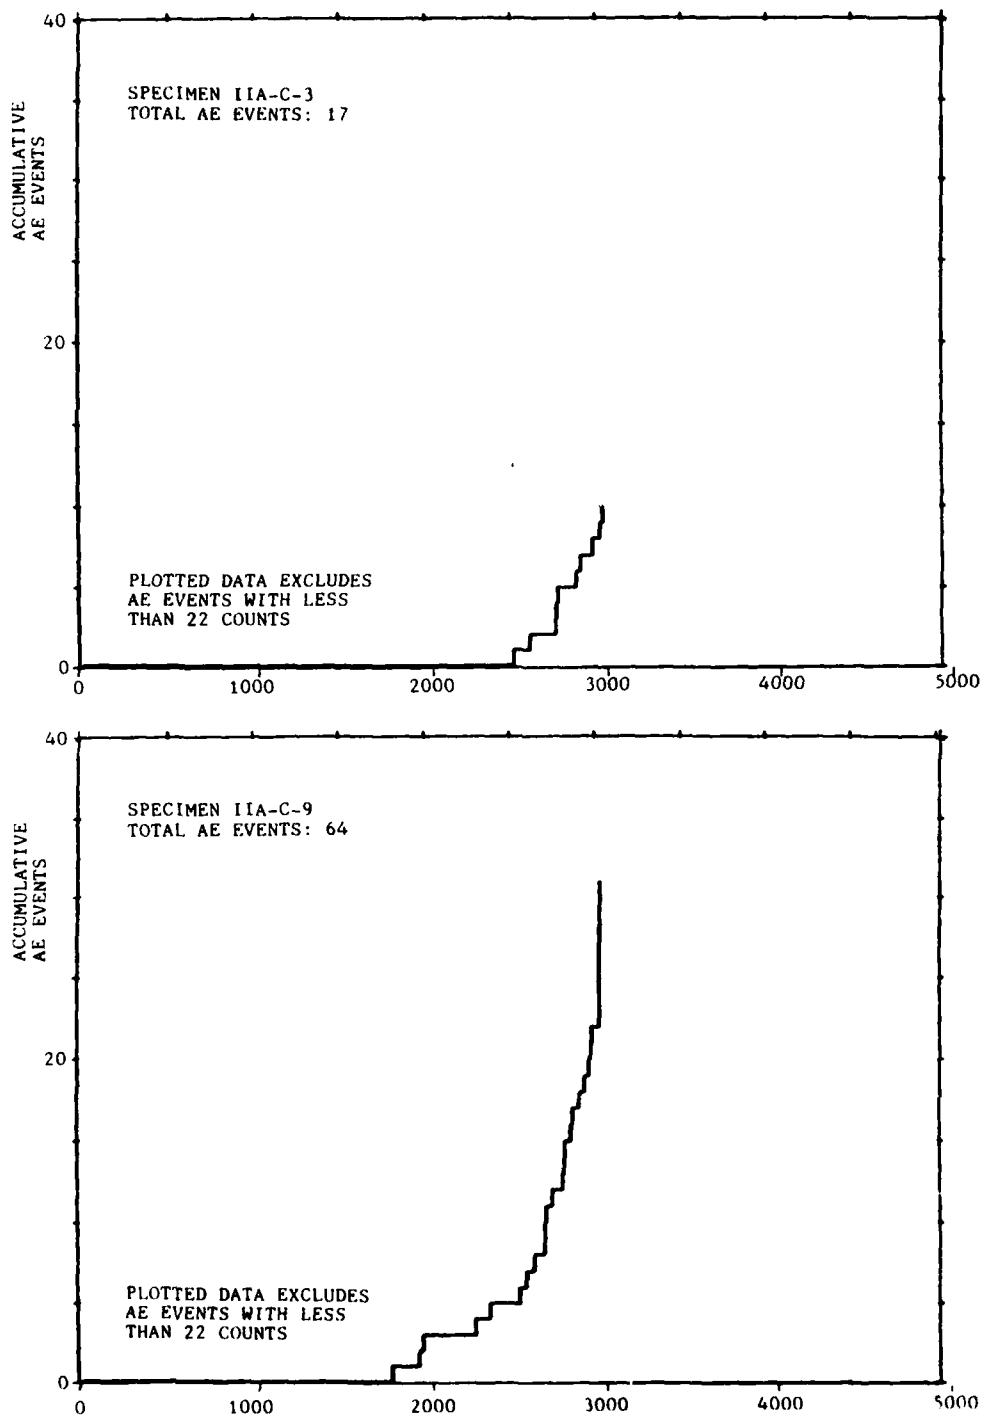 40
SPECIMEN IIA-C-3
TOTAL AE EVENTS: 17
ACCUMULATIVE
AE EVENTS
20
PLOTTED DATA EXCLUDES
AE EVENTS WITH LESS
THAN 22 COUNTS
0
0 1000 2000 3000 4000 5000
40
SPECIMEN IIA-C-9
TOTAL AE EVENTS: 64
ACCUMULATIVE
AE EVENTS
20
PLOTTED DATA EXCLUDES
AE EVENTS WITH LESS
THAN 22 COUNTS
0
0 1000 2000 3000 4000 5000